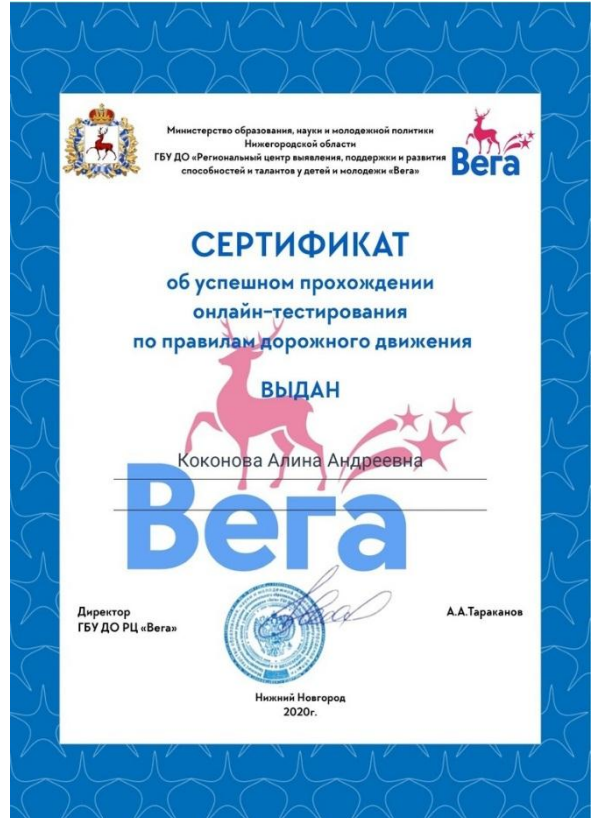 Министерство образования, науки и молодежной политики
Нижегородской области
ГБУ ДО «Региональный центр выявления, поддержки и развития
способностей и талантов у детей и молодежи «Вега»
Вега
СЕРТИФИКАТ
об успешном прохождении
онлайн-тестирования
по правилам дорожного движения
ВЫДАН
Коконова Алина Андреевна
Вега
Директор
ГБУ ДО РЦ «Вега»
А.А.Тараканов
Нижний Новгород
2020г.